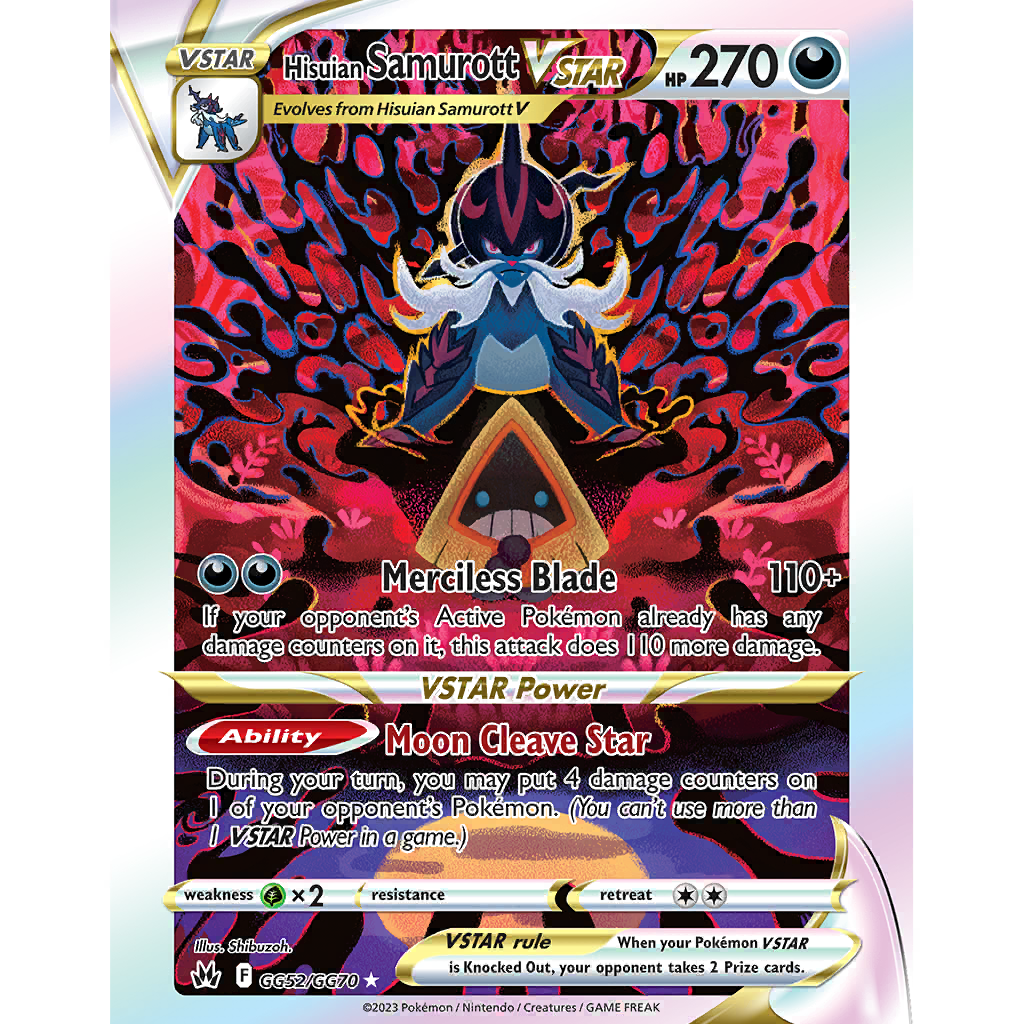 VSTAR
Hisuian Samurott VSTAR HP 270
Evolves from Hisuian Samurott V
Merciless Blade 110+
If your opponent's Active Pokémon already has any
damage counters on it, this attack does 110 more damage.
VSTAR Power
Ability Moon Cleave Star
During your turn, you may put 4 damage counters on
1 of your opponent's Pokémon. (You can't use more than
1 VSTAR Power in a game.)
weakness ×2 resistance retreat
Illus. Shibuzoh.
VSTAR rule When your Pokémon VSTAR
is Knocked Out, your opponent takes 2 Prize cards.
F GG52/GG70
©2023 Pokémon / Nintendo / Creatures / GAME FREAK